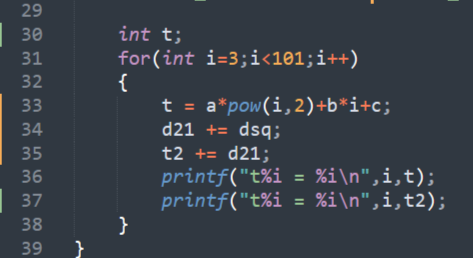 29
30 int t;
31 for(int i=3;i<101;i++)
32 {
33 t = a*pow(i,2)+b*i+c;
34 d21 += dsq;
35 t2 += d21;
36 printf("t%i = %i\n",i,t);
37 printf("t%i = %i\n",i,t2);
38 }
39 }